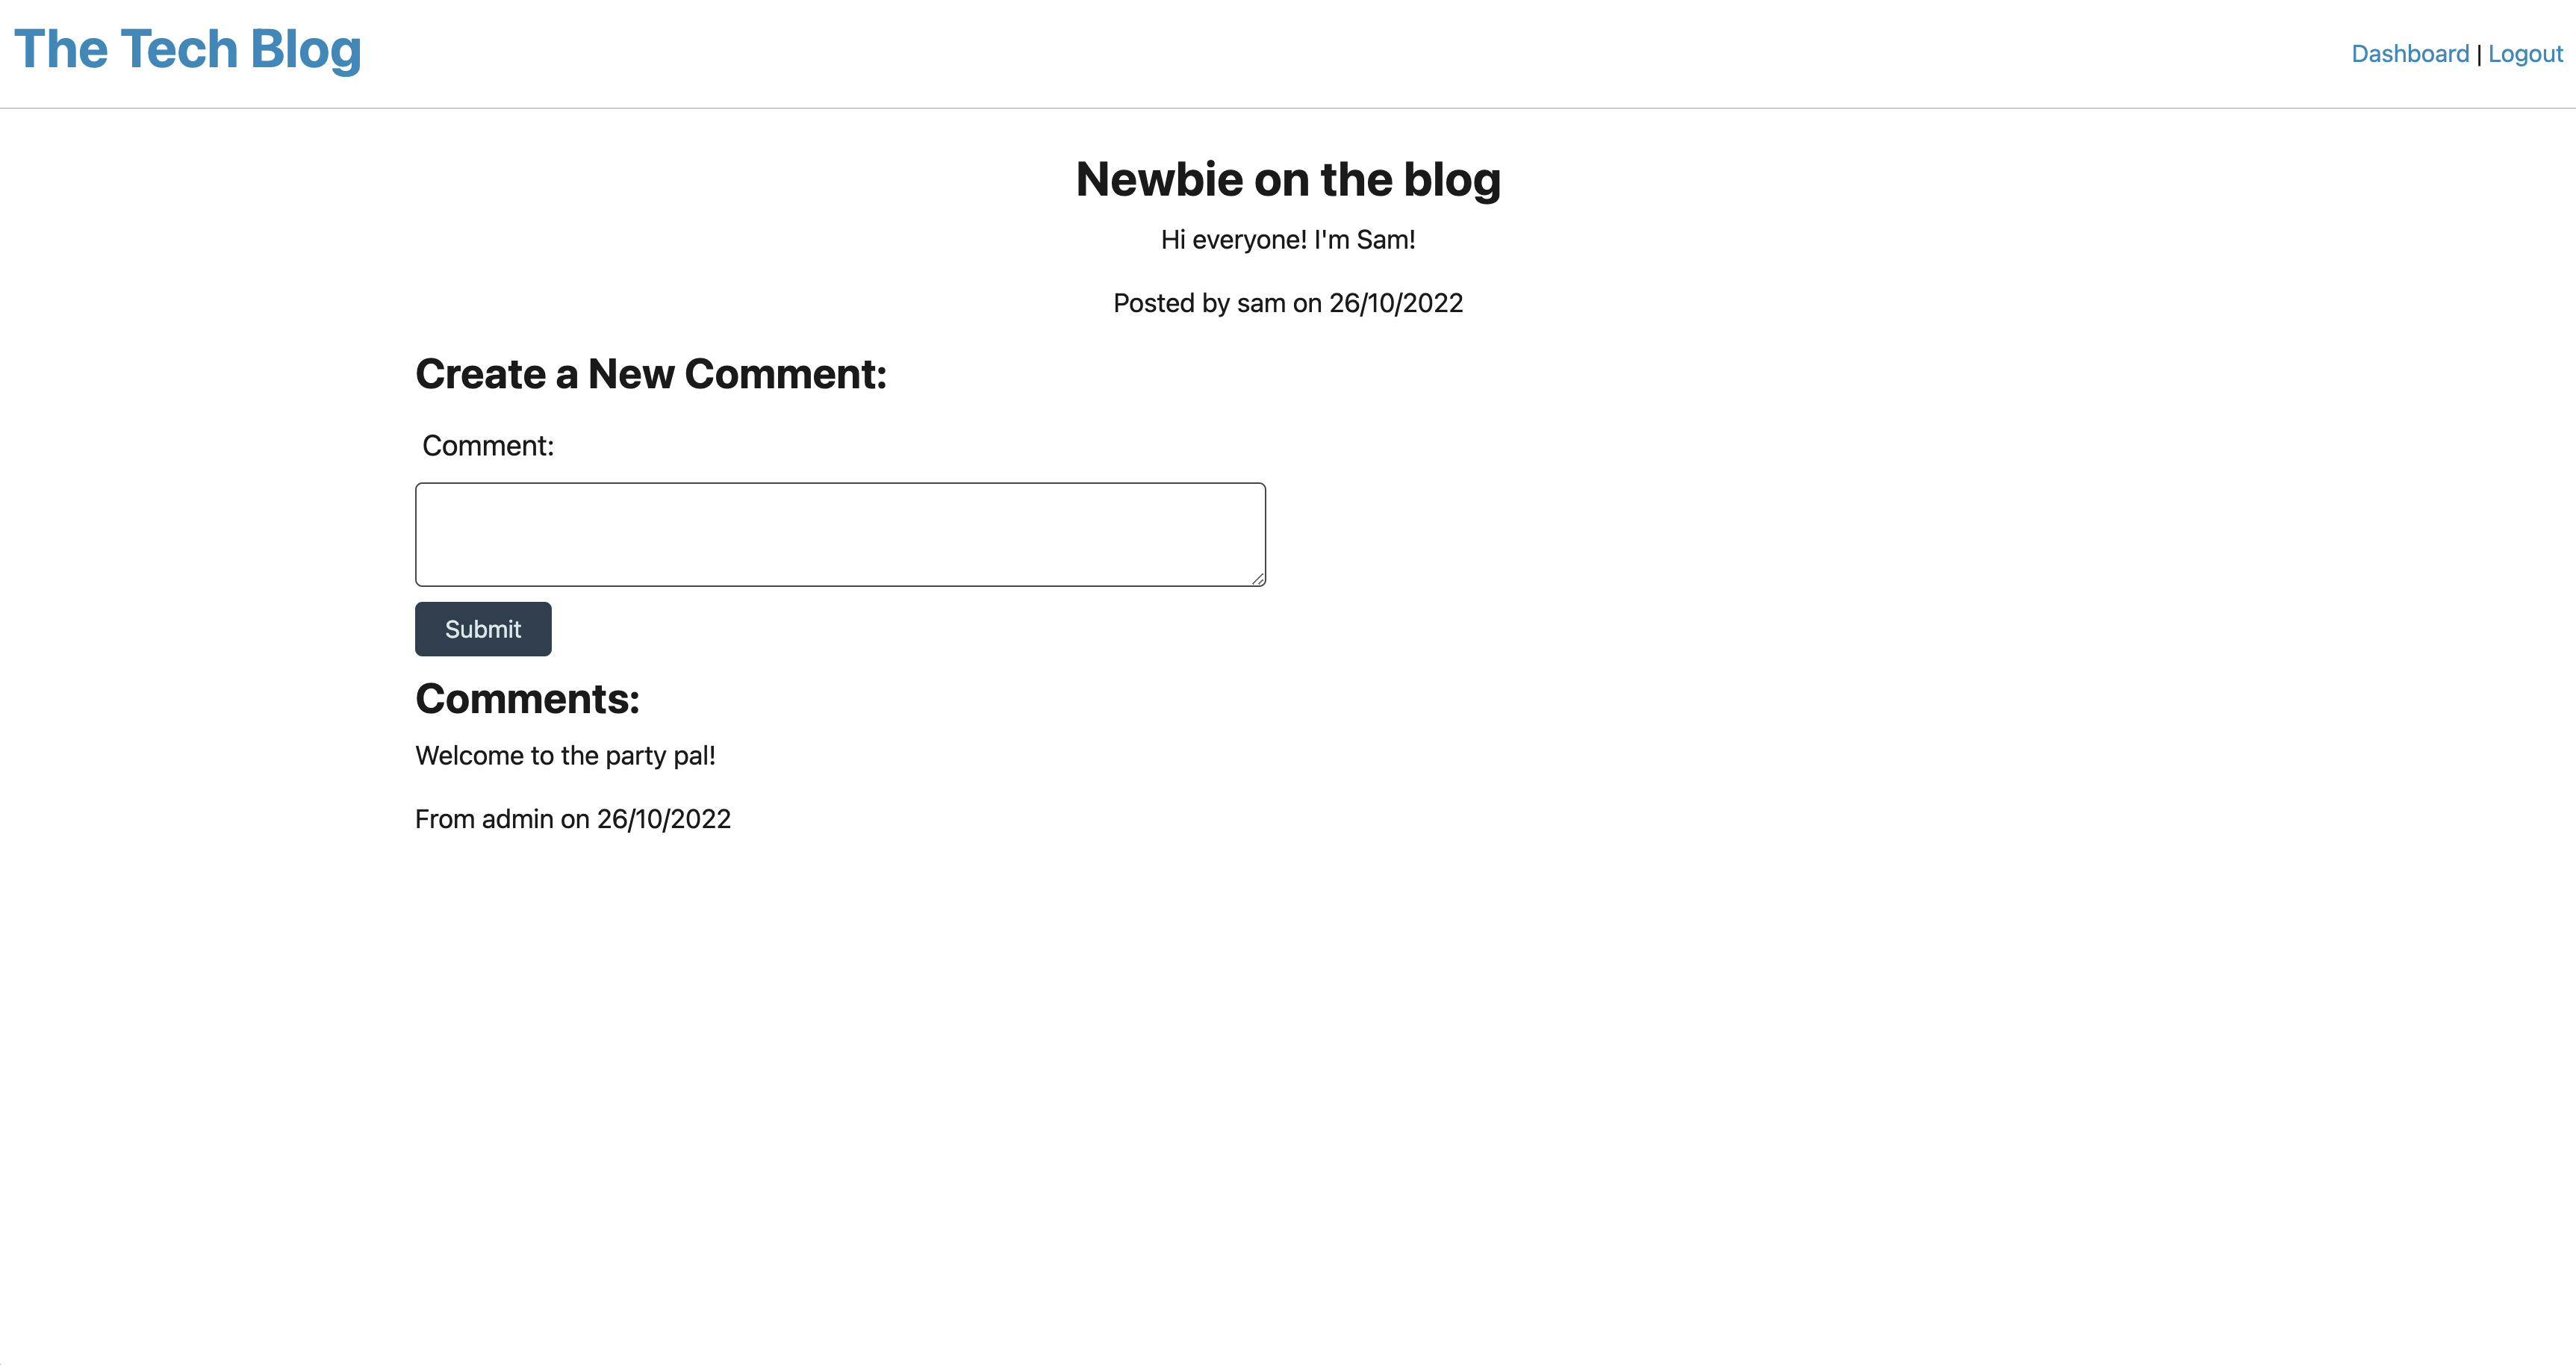 The Tech Blog
Dashboard | Logout
Newbie on the blog
Hi everyone! I'm Sam!
Posted by sam on 26/10/2022
Create a New Comment:
Comment:
Submit
Comments:
Welcome to the party pal!
From admin on 26/10/2022